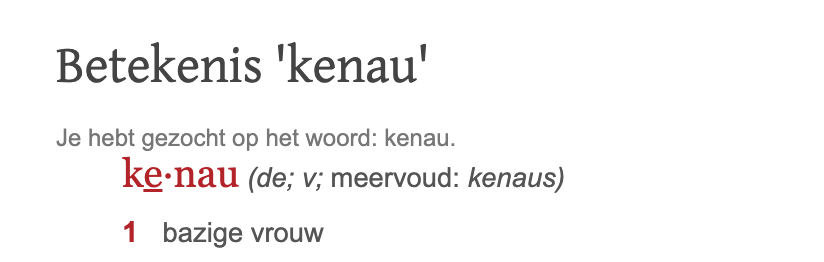 Betekenis 'kenau'
Je hebt gezocht op het woord: kenau.
ke·nau (de; v; meervoud: kenaus)
1 bazige vrouw